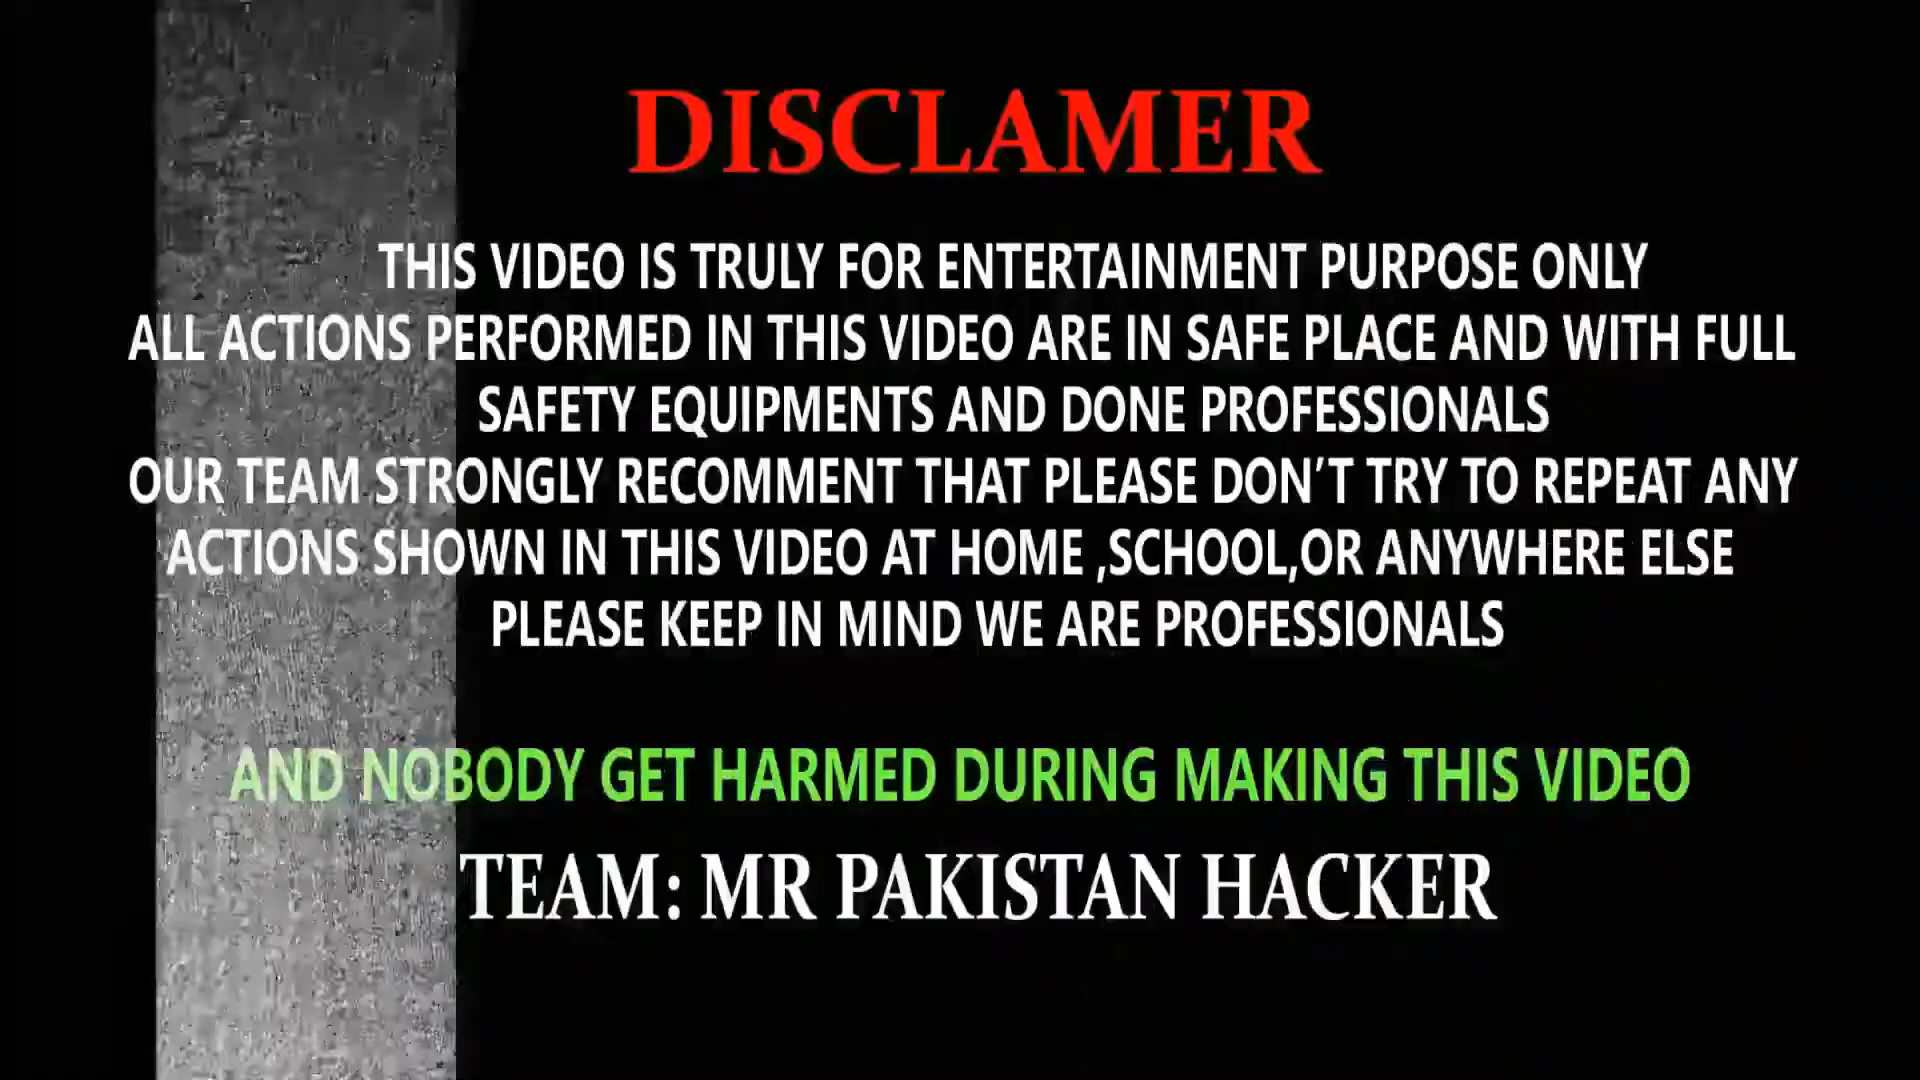 DISCLAMER
THIS VIDEO IS TRULY FOR ENTERTAINMENT PURPOSE ONLY
ALL ACTIONS PERFORMED IN THIS VIDEO ARE IN SAFE PLACE AND WITH FULL
SAFETY EQUIPMENTS AND DONE PROFESSIONALS
OUR TEAM STRONGLY RECOMMENT THAT PLEASE DON’T TRY TO REPEAT ANY
ACTIONS SHOWN IN THIS VIDEO AT HOME ,SCHOOL,OR ANYWHERE ELSE
PLEASE KEEP IN MIND WE ARE PROFESSIONALS
AND NOBODY GET HARMED DURING MAKING THIS VIDEO
TEAM: MR PAKISTAN HACKER